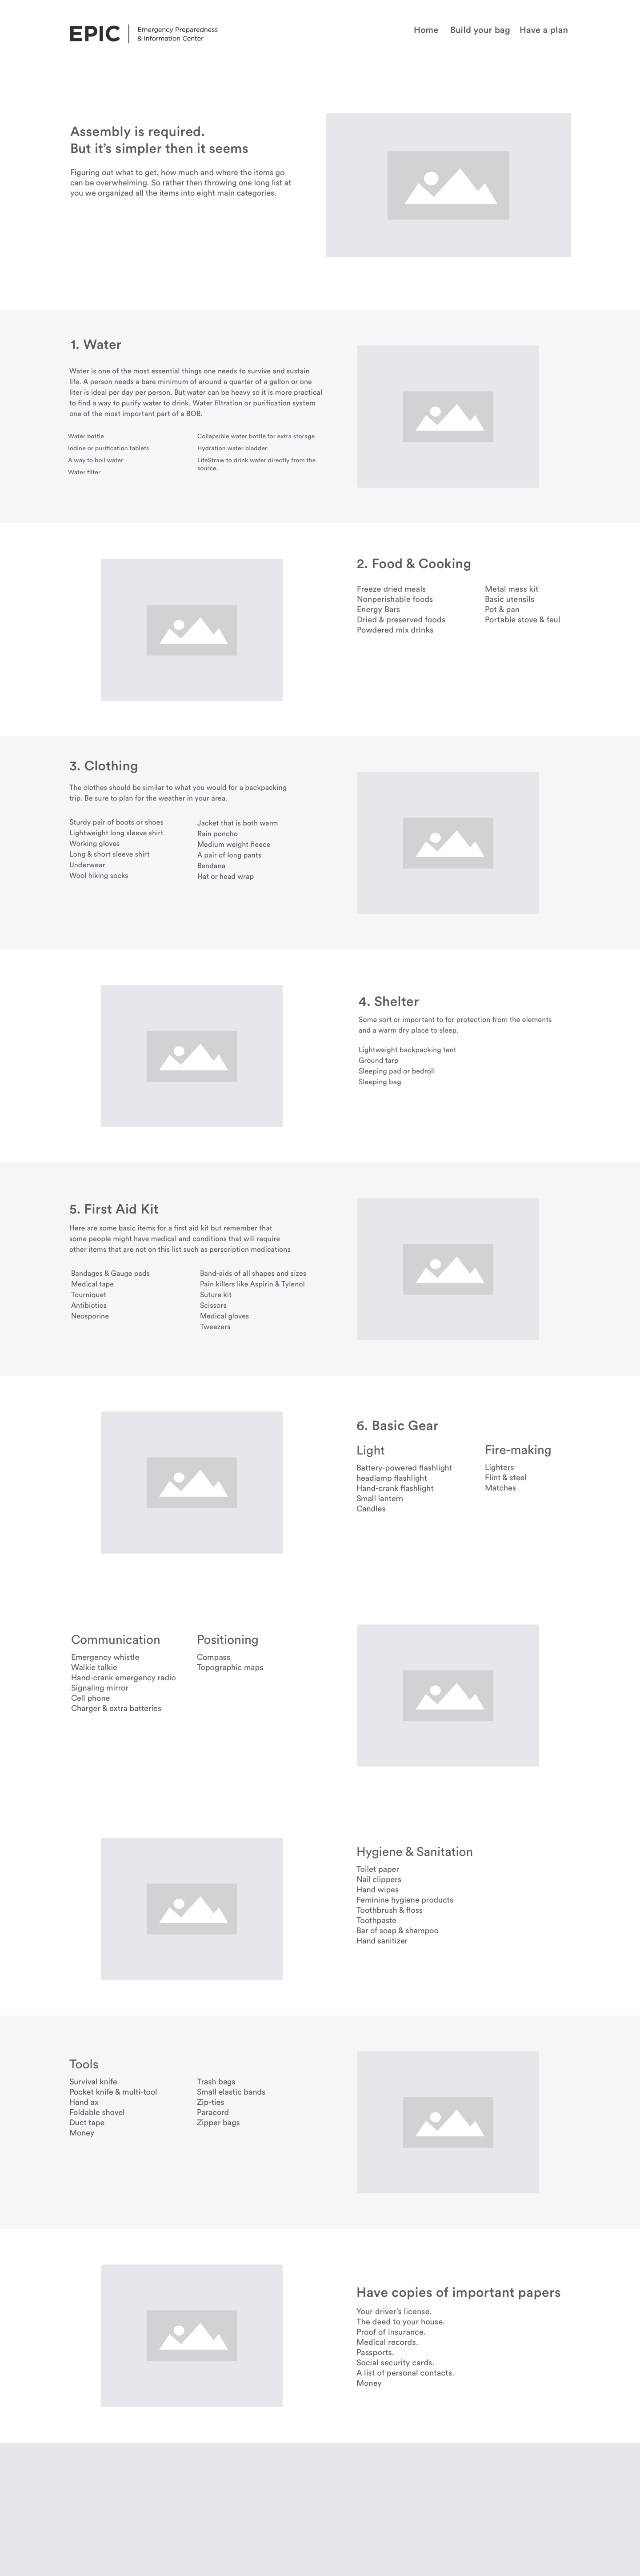 EPIC
Emergency Preparedness
& Information Center
Home
Build your bag
Have a plan
Assembly is required.
But it's simpler then it seems
Figuring out what to get, how much and where the items go
can be overwhelming. So rather then throwing one long list at
you we organized all the items into eight main categories.
1. Water
Water is one of the most essential things one needs to survive and sustain
life. A person needs a bare minimum of around a quarter of a gallon or one
liter is ideal per day per person. But water can be heavy so it is more practical
to find a way to purify water to drink. Water filtration or purification system
one of the most important part of a BOB.
Water bottle
Iodine or purification tablets
A way to boil water
Water filter
Collapsible water bottle for extra storage
Hydration water bladder
LifeStraw to drink water directly from the
source.
2. Food & Cooking
Freeze dried meals
Nonperishable foods
Energy Bars
Dried & preserved foods
Powdered mix drinks
Metal mess kit
Basic utensils
Pot & pan
Portable stove & feul
3. Clothing
The clothes should be similar to what you would for a backpacking
trip. Be sure to plan for the weather in your area.
Sturdy pair of boots or shoes
Lightweight long sleeve shirt
Working gloves
Long & short sleeve shirt
Underwear
Wool hiking socks
Jacket that is both warm
Rain poncho
Medium weight fleece
A pair of long pants
Bandana
Hat or head wrap
4. Shelter
Some sort or important to for protection from the elements
and a warm dry place to sleep.
Lightweight backpacking tent
Ground tarp
Sleeping pad or bedroll
Sleeping bag
5. First Aid Kit
Here are some basic items for a first aid kit but remember that
some people might have medical and conditions that will require
other items that are not on this list such as perscription medications
Bandages & Gauge pads
Medical tape
Tourniquet
Antibiotics
Neosporine
Band-aids of all shapes and sizes
Pain killers like Aspirin & Tylenol
Suture kit
Scissors
Medical gloves
Tweezers
6. Basic Gear
Light
Battery-powered flashlight
headlamp flashlight
Hand-crank flashlight
Small lantern
Candles
Fire-making
Lighters
Flint & steel
Matches
Communication
Emergency whistle
Walkie talkie
Hand-crank emergency radio
Signaling mirror
Cell phone
Charger & extra batteries
Positioning
Compass
Topographic maps
Hygiene & Sanitation
Toilet paper
Nail clippers
Hand wipes
Feminine hygiene products
Toothbrush & floss
Toothpaste
Bar of soap & shampoo
Hand sanitizer
Tools
Survival knife
Pocket knife & multi-tool
Hand ax
Foldable shovel
Duct tape
Money
Trash bags
Small elastic bands
Zip-ties
Paracord
Zipper bags
Have copies of important papers
Your driver's license.
The deed to your house.
Proof of insurance.
Medical records.
Passports.
Social security cards.
A list of personal contacts.
Money